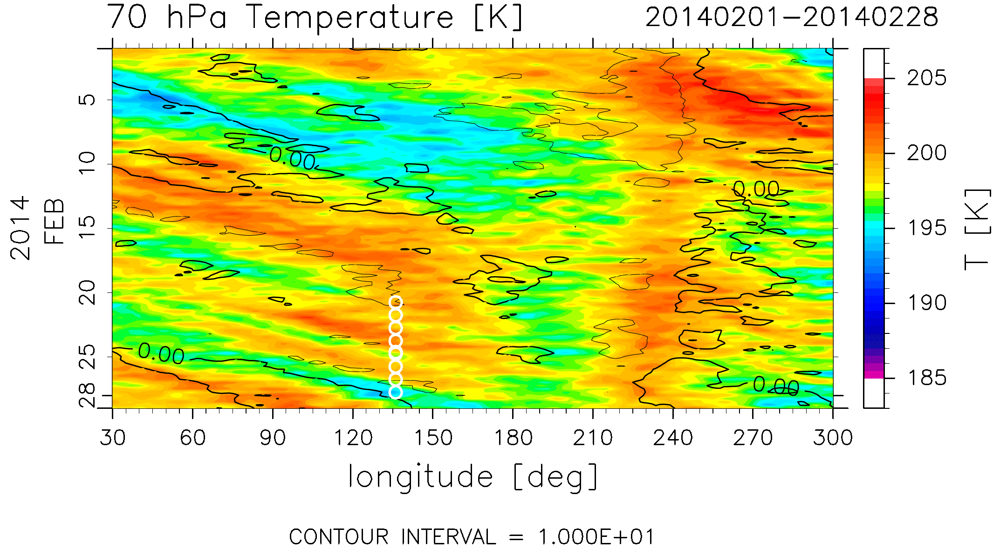 70 hPa Temperature [K] 20140201−20140228
205
200
195
190
185
T [K]
2014
FEB
5
10
15
20
25
28
0.00
0.00
0.00
0.00
30 60 90 120 150 180 210 240 270 300
longitude [deg]
CONTOUR INTERVAL = 1.000E+01